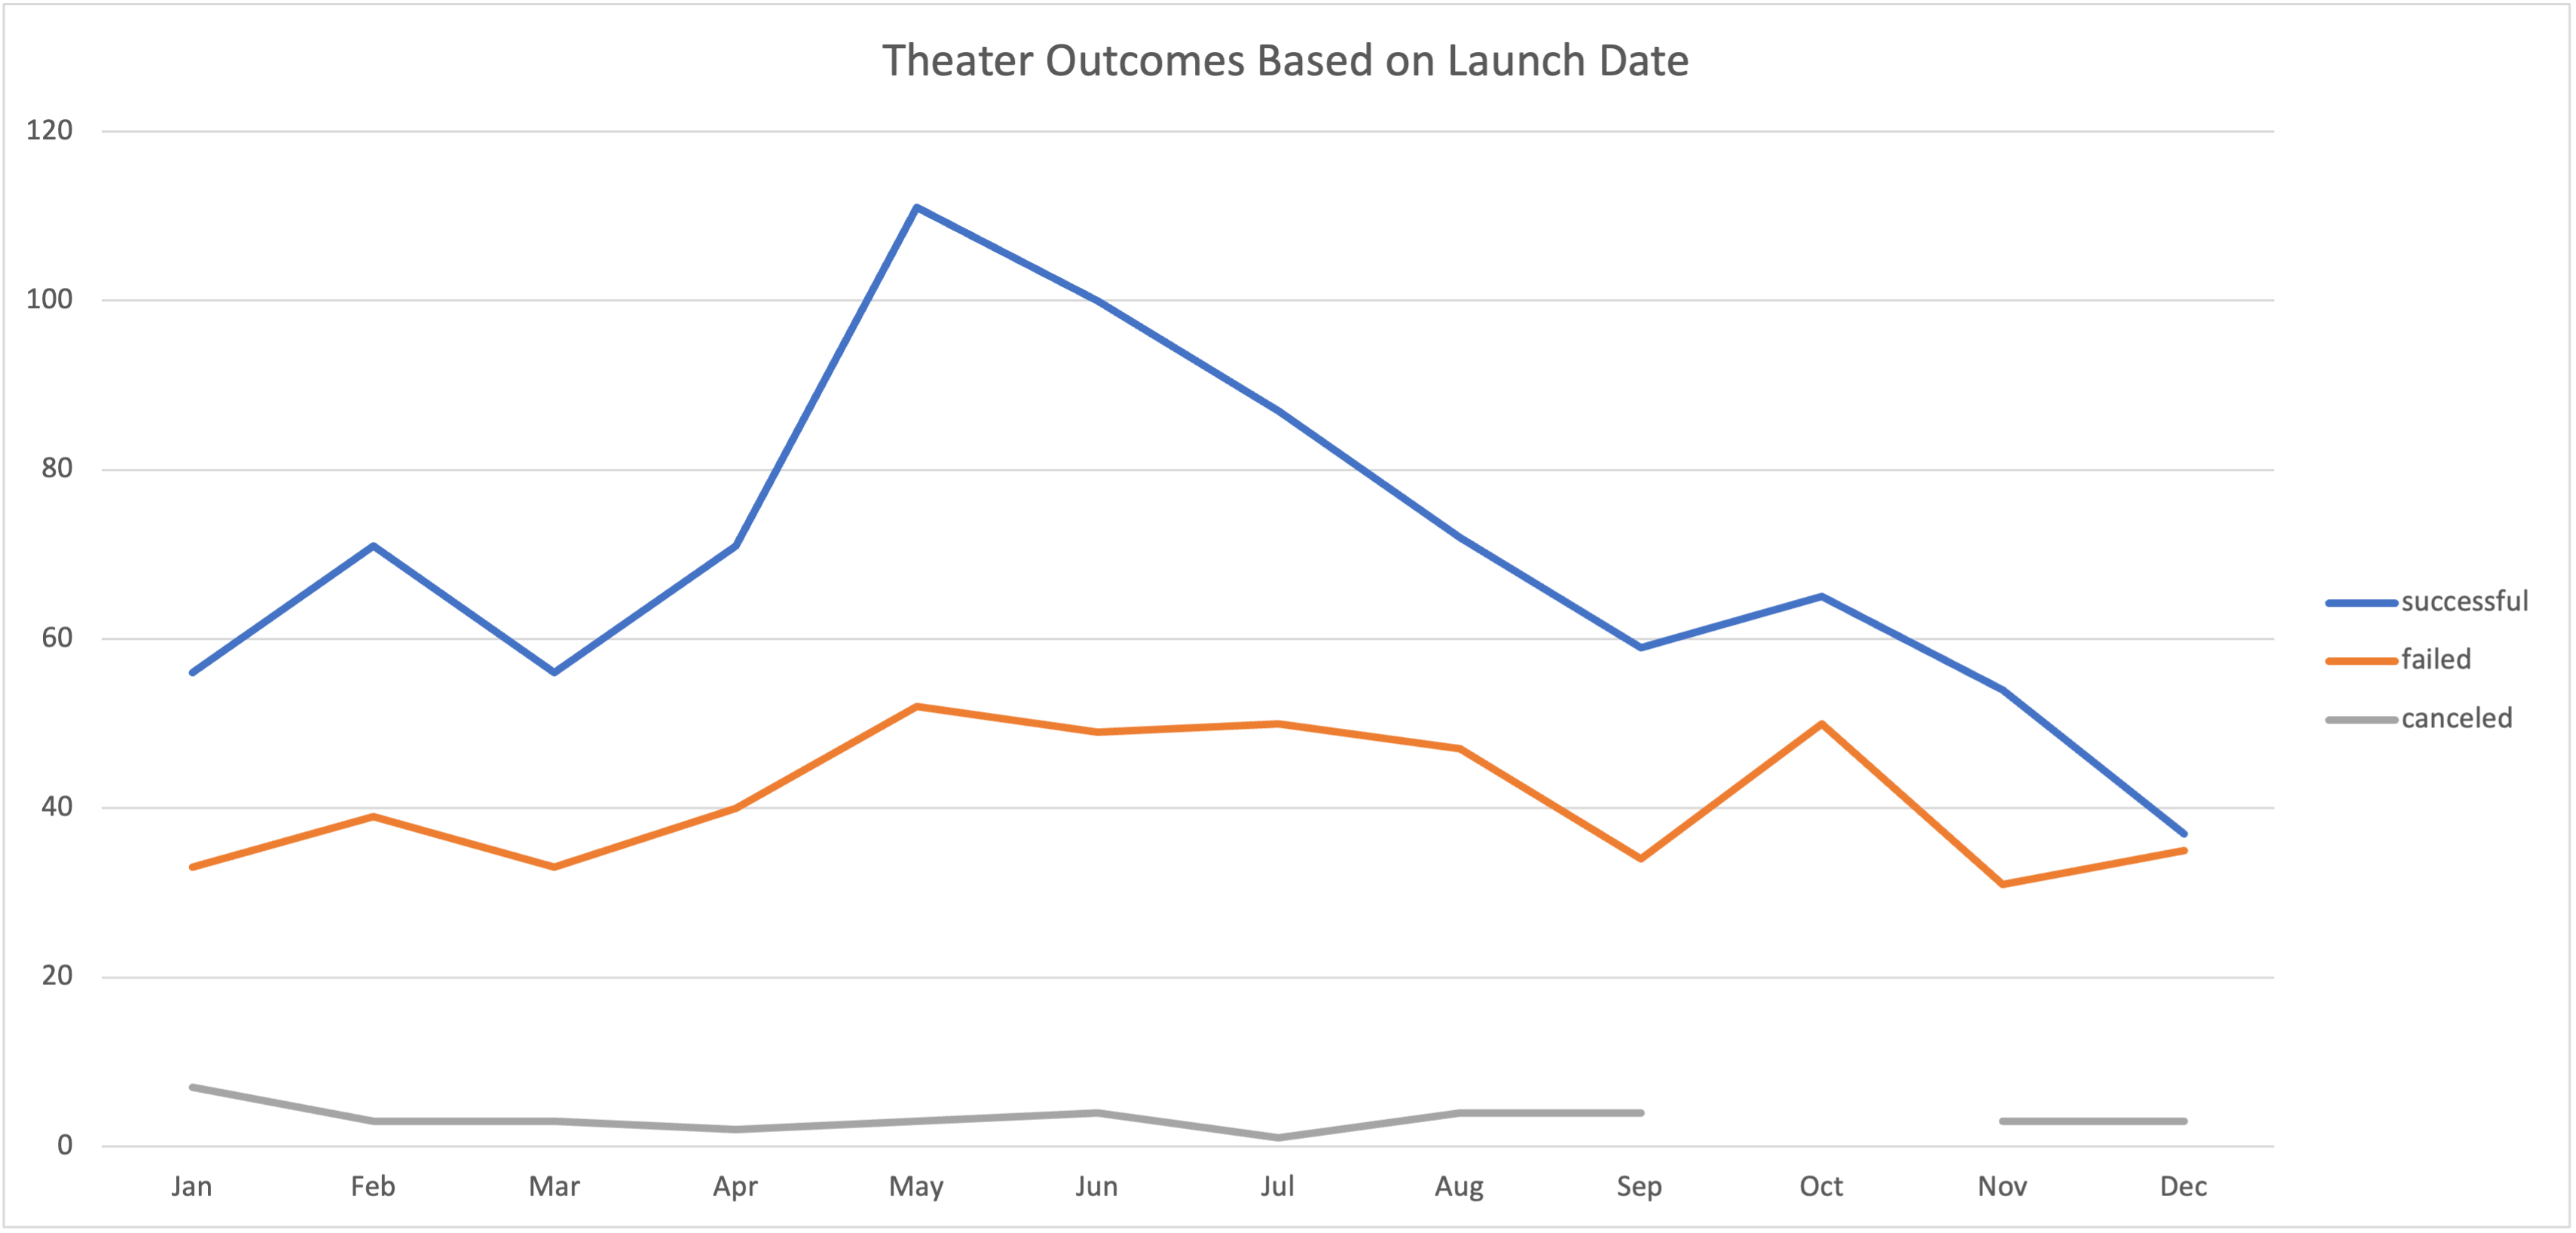 Theater Outcomes Based on Launch Date
120
100
80
60
40
20
0
Jan Feb Mar Apr May Jun Jul Aug Sep Oct Nov Dec
successful
failed
canceled